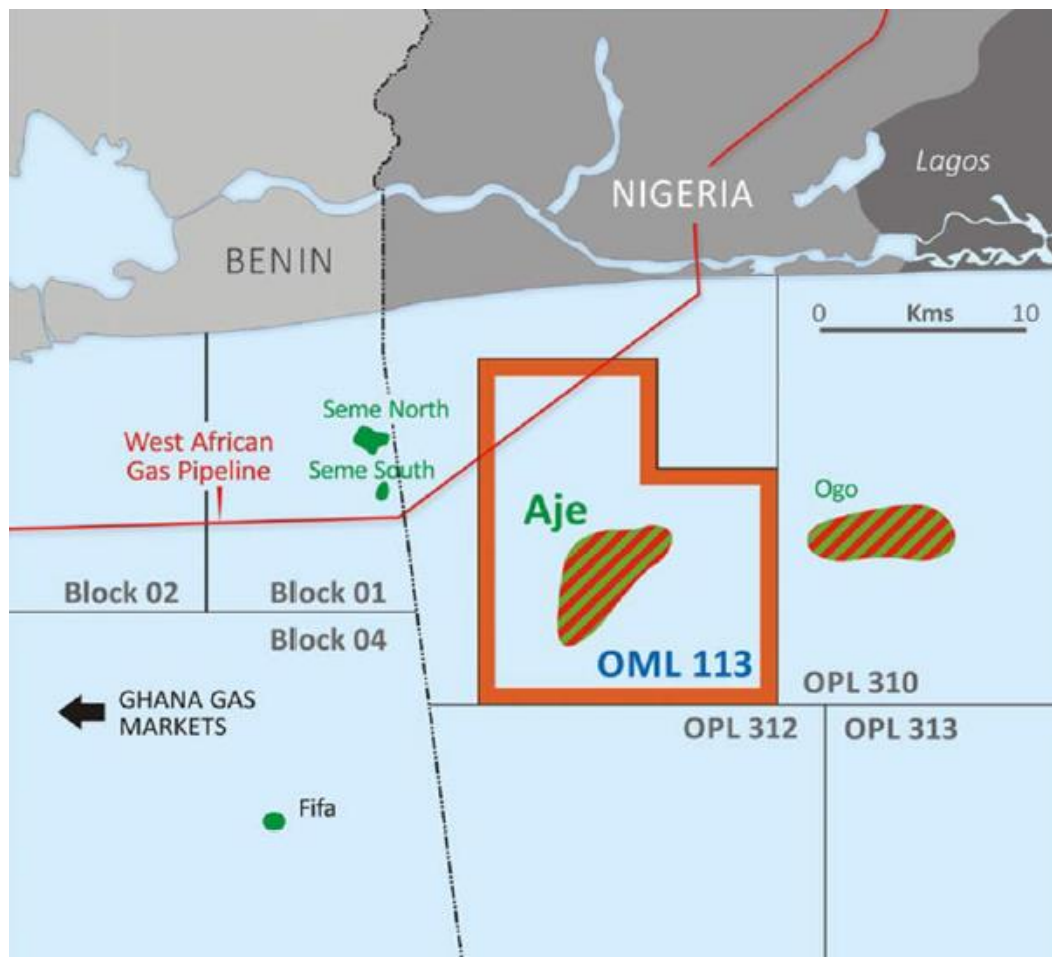 Lagos
NIGERIA
BENIN
0 Kms 10
Seme North
West African
Gas Pipeline
Seme South
Aje
Ogo
Block 02
Block 01
Block 04
OML 113
OPL 310
GHANA GAS
MARKETS
OPL 312
OPL 313
Fifa